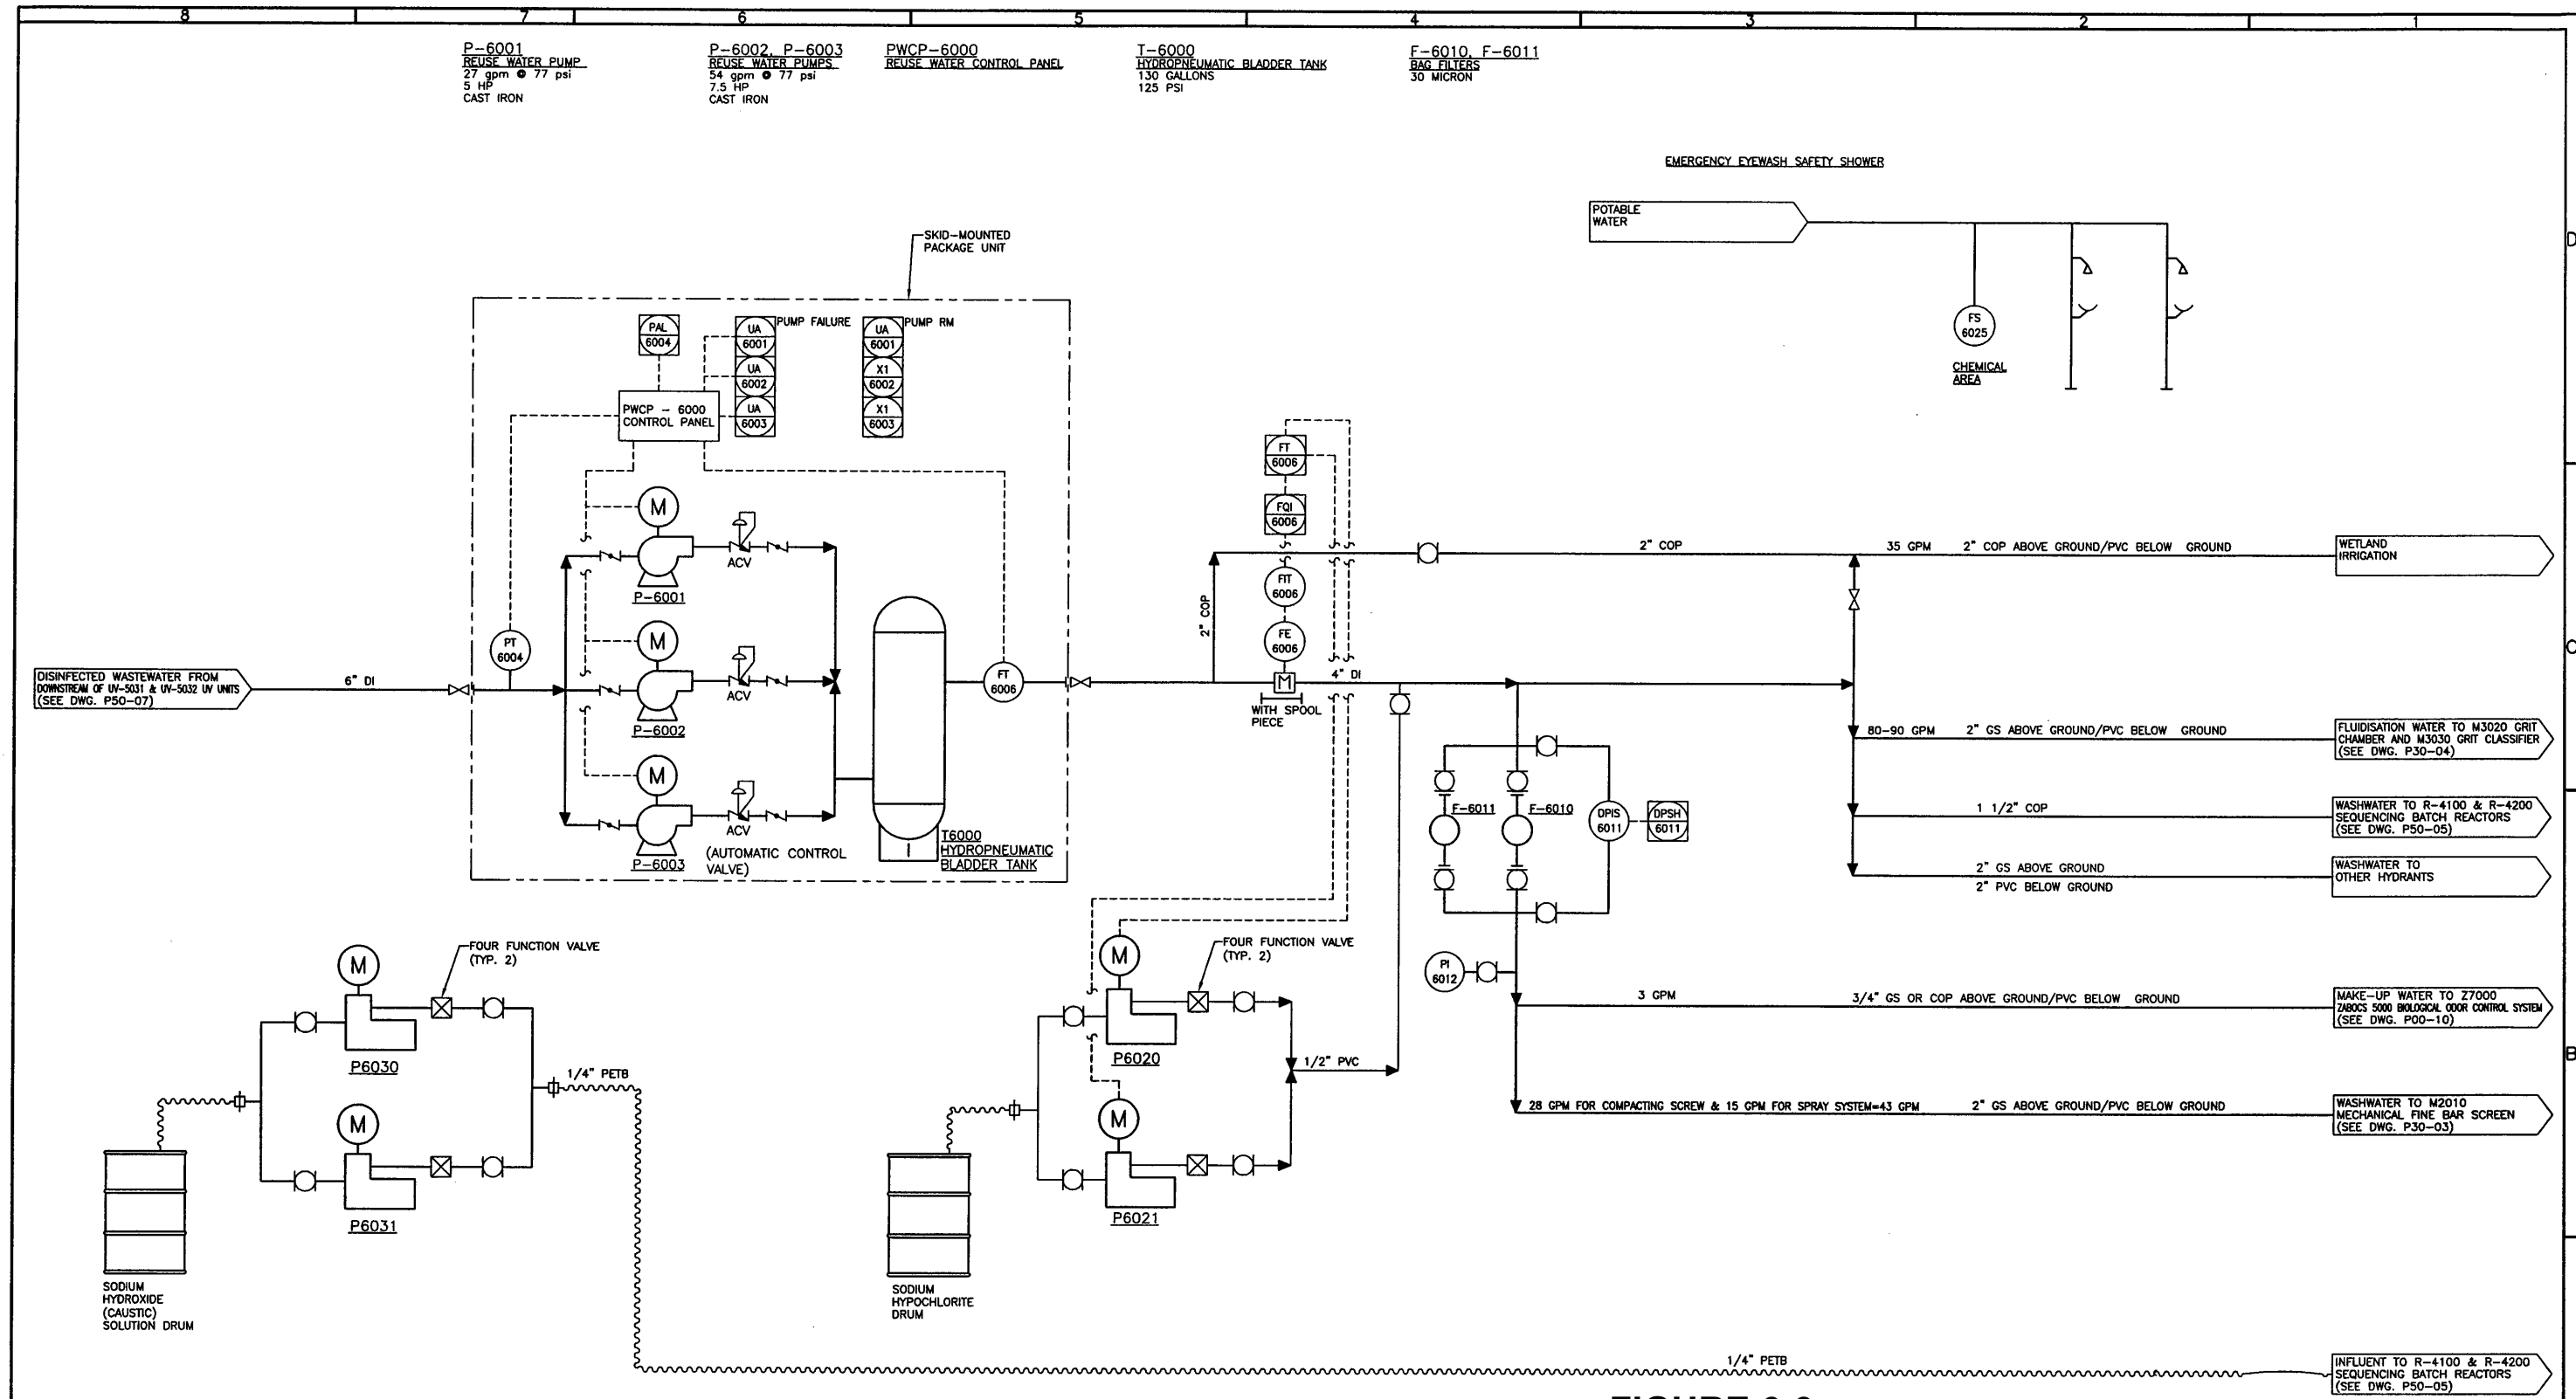 8 7 6 5 4 3 2 1
P-6001
REUSE WATER PUMP
27 gpm @ 77 psi
5 HP
CAST IRON
P-6002, P-6003
REUSE WATER PUMPS
54 gpm @ 77 psi
7.5 HP
CAST IRON
PWCP-6000
REUSE WATER CONTROL PANEL
T-6000
HYDROPNEUMATIC BLADDER TANK
130 GALLONS
125 PSI
F-6010, F-6011
BAG FILTERS
30 MICRON
EMERGENCY EYEWASH SAFETY SHOWER
POTABLE
WATER
FS
6025
CHEMICAL
AREA
D
SKID-MOUNTED
PACKAGE UNIT
PAL
6004
UA
6001
UA
6002
UA
6003
PUMP FAILURE
UA
6001
X1
6002
X1
6003
PUMP RM
PWCP - 6000
CONTROL PANEL
M
ACV
P-6001
M
ACV
P-6002
M
ACV
P-6003
(AUTOMATIC CONTROL
VALVE)
PT
6004
DISINFECTED WASTEWATER FROM
DOWNSTREAM OF UV-5031 & UV-5032 UV UNITS
(SEE DWG. P50-07)
6" DI
T6000
HYDROPNEUMATIC
BLADDER TANK
FT
6006
FT
6006
FQI
6006
FIT
6006
FE
6006
M
WITH SPOOL
PIECE
4" DI
2" COP
2" COP
35 GPM
2" COP ABOVE GROUND/PVC BELOW GROUND
WETLAND
IRRIGATION
C
80-90 GPM
2" GS ABOVE GROUND/PVC BELOW GROUND
FLUIDISATION WATER TO M3020 GRIT
CHAMBER AND M3030 GRIT CLASSIFIER
(SEE DWG. P30-04)
1 1/2" COP
WASHWATER TO R-4100 & R-4200
SEQUENCING BATCH REACTORS
(SEE DWG. P50-05)
2" GS ABOVE GROUND
2" PVC BELOW GROUND
WASHWATER TO
OTHER HYDRANTS
F-6011
F-6010
DPIS
6011
DPSH
6011
PI
6012
3 GPM
3/4" GS OR COP ABOVE GROUND/PVC BELOW GROUND
MAKE-UP WATER TO Z7000
ZABOCS 5000 BIOLOGICAL ODOR CONTROL SYSTEM
(SEE DWG. P00-10)
B
28 GPM FOR COMPACTING SCREW & 15 GPM FOR SPRAY SYSTEM=43 GPM
2" GS ABOVE GROUND/PVC BELOW GROUND
WASHWATER TO M2010
MECHANICAL FINE BAR SCREEN
(SEE DWG. P30-03)
FOUR FUNCTION VALVE
(TYP. 2)
M
P6030
M
P6031
1/4" PETB
SODIUM
HYDROXIDE
(CAUSTIC)
SOLUTION DRUM
FOUR FUNCTION VALVE
(TYP. 2)
M
P6020
M
P6021
1/2" PVC
SODIUM
HYPOCHLORITE
DRUM
1/4" PETB
INFLUENT TO R-4100 & R-4200
SEQUENCING BATCH REACTORS
(SEE DWG. P50-05)